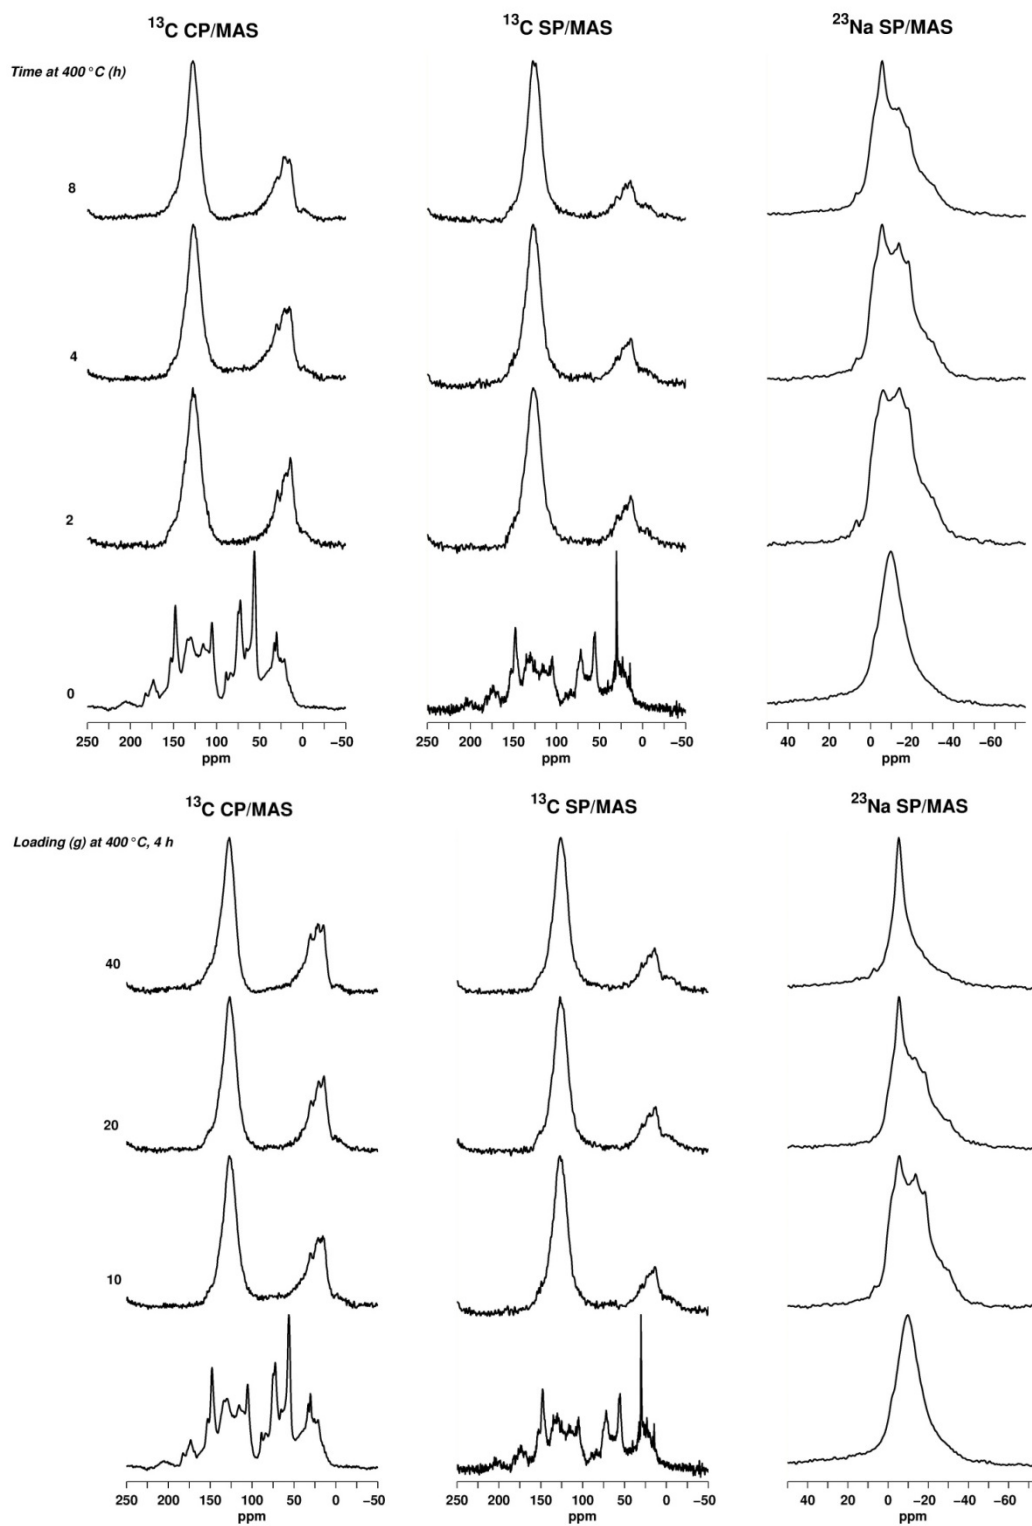 ¹³C CP/MAS ¹³C SP/MAS ²³Na SP/MAS
Time at 400 °C (h)
8
4
2
0
250 200 150 100 50 0 −50 250 200 150 100 50 0 −50 40 20 0 −20 −40 −60
ppm ppm ppm
¹³C CP/MAS ¹³C SP/MAS ²³Na SP/MAS
Loading (g) at 400 °C, 4 h
40
20
10
250 200 150 100 50 0 −50 250 200 150 100 50 0 −50 40 20 0 −20 −40 −60
ppm ppm ppm